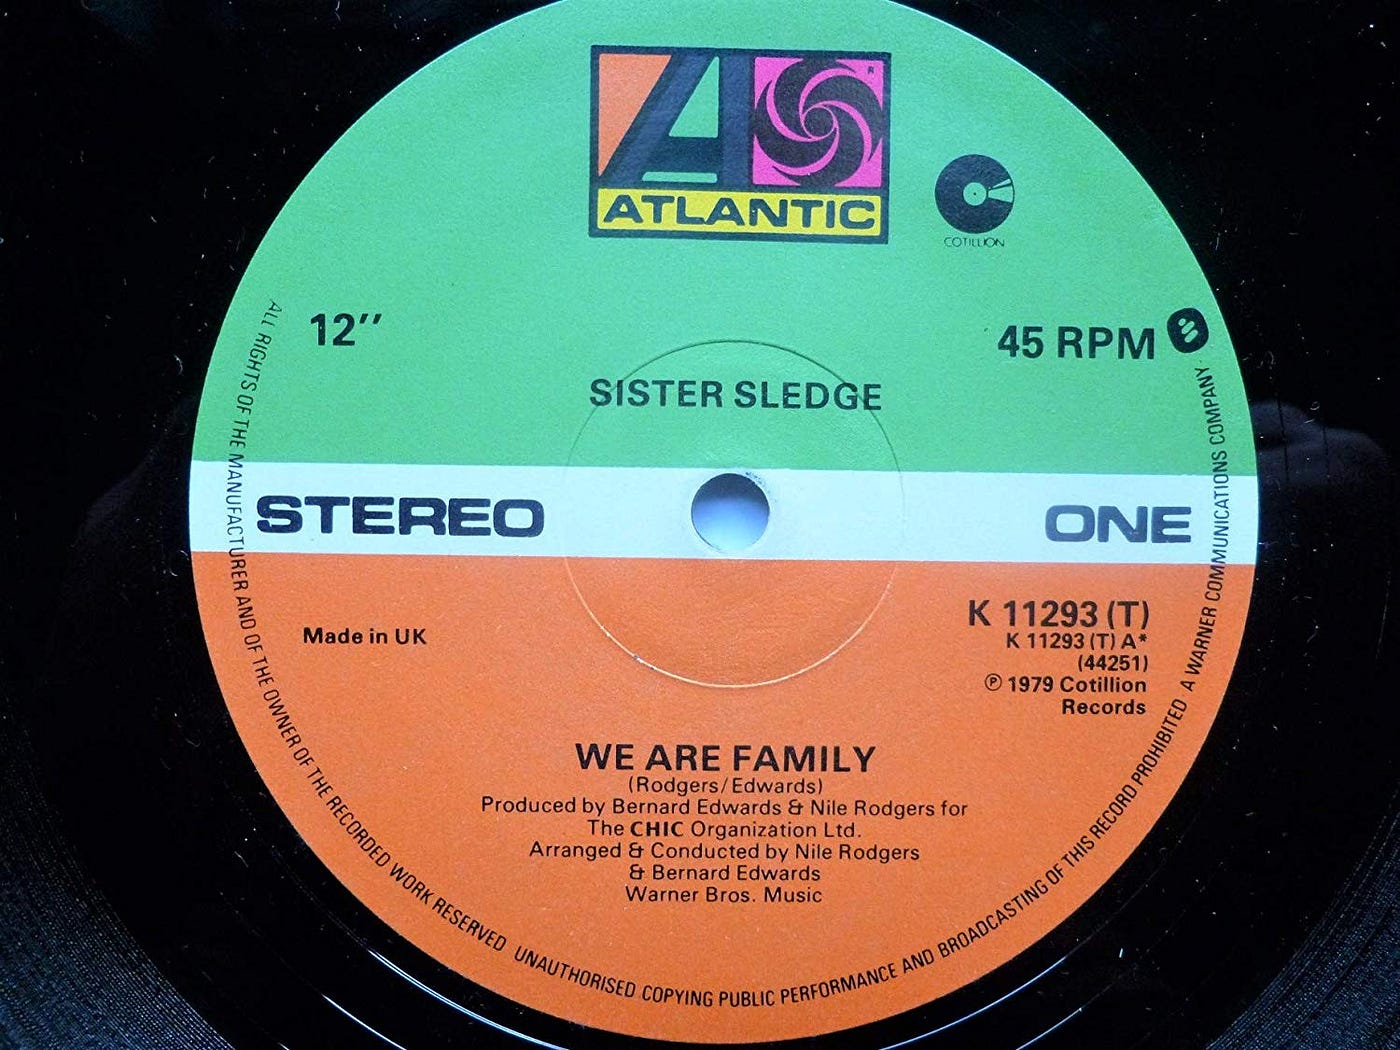 ATLANTIC
COTILLION
12″
45 RPM
SISTER SLEDGE
STEREO
ONE
Made in UK
K 11293 (T)
K 11293 (T) A*
(44251)
℗ 1979 Cotillion
Records
WE ARE FAMILY
(Rodgers/Edwards)
Produced by Bernard Edwards & Nile Rodgers for
The CHIC Organization Ltd.
Arranged & Conducted by Nile Rodgers
& Bernard Edwards
Warner Bros. Music
ALL RIGHTS OF THE MANUFACTURER AND OF THE OWNER OF THE RECORDED WORK RESERVED UNAUTHORISED COPYING PUBLIC PERFORMANCE AND BROADCASTING OF THIS RECORD PROHIBITED A WARNER COMMUNICATIONS COMPANY